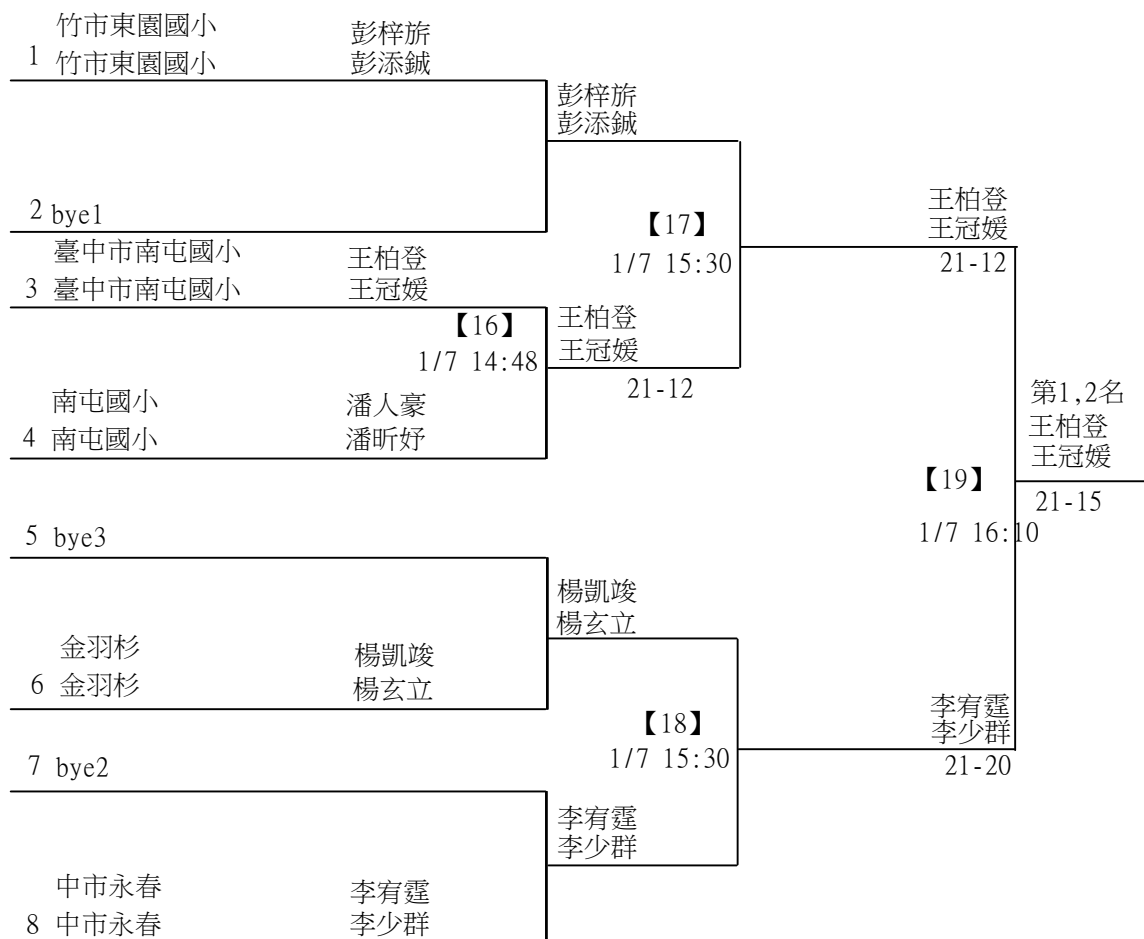 竹市東園國小 彭梓旂
1 竹市東園國小 彭添鋮
彭梓旂
彭添鋮
2 bye1
王柏登
王冠媛
【17】
1/7 15:30
21-12
臺中市南屯國小 王柏登
3 臺中市南屯國小 王冠媛
【16】
1/7 14:48
王柏登
王冠媛
21-12
南屯國小 潘人豪
4 南屯國小 潘昕妤
第1,2名
王柏登
王冠媛
【19】
21-15
1/7 16:10
5 bye3
楊凱竣
楊玄立
金羽杉 楊凱竣
6 金羽杉 楊玄立
李宥霆
李少群
【18】
1/7 15:30
21-20
7 bye2
李宥霆
李少群
中市永春 李宥霆
8 中市永春 李少群